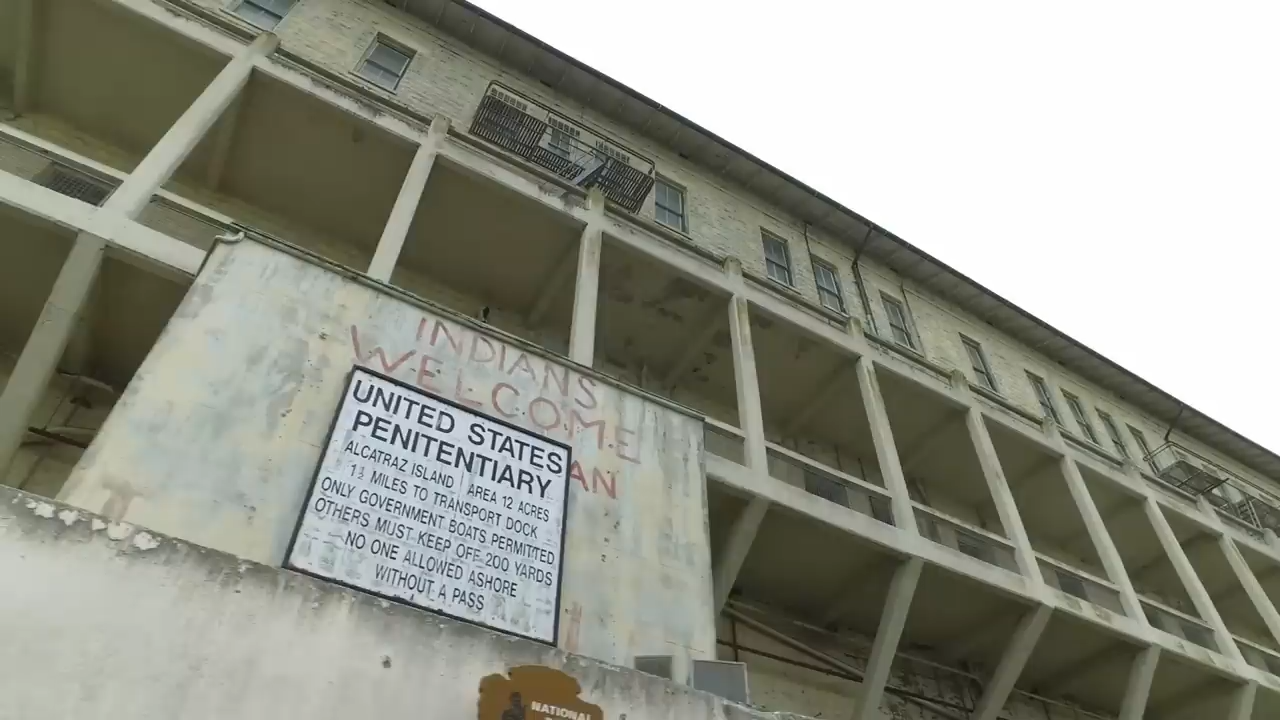 INDIANS
WELCOME
UNITED STATES
PENITENTIARY
ALCATRAZ ISLAND AREA 12 ACRES
1½ MILES TO TRANSPORT DOCK
ONLY GOVERNMENT BOATS PERMITTED
OTHERS MUST KEEP OFF 200 YARDS
NO ONE ALLOWED ASHORE
WITHOUT A PASS
AN
NATIONAL